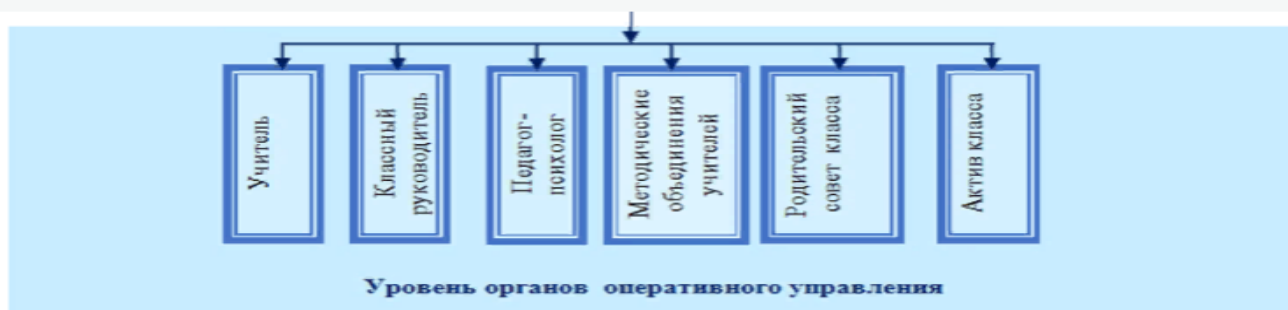 Учитель
Классный
руководитель
Педагог-
психолог
Методические
объединения
учителей
Родительский
совет класса
Актив класса
Уровень органов оперативного управления